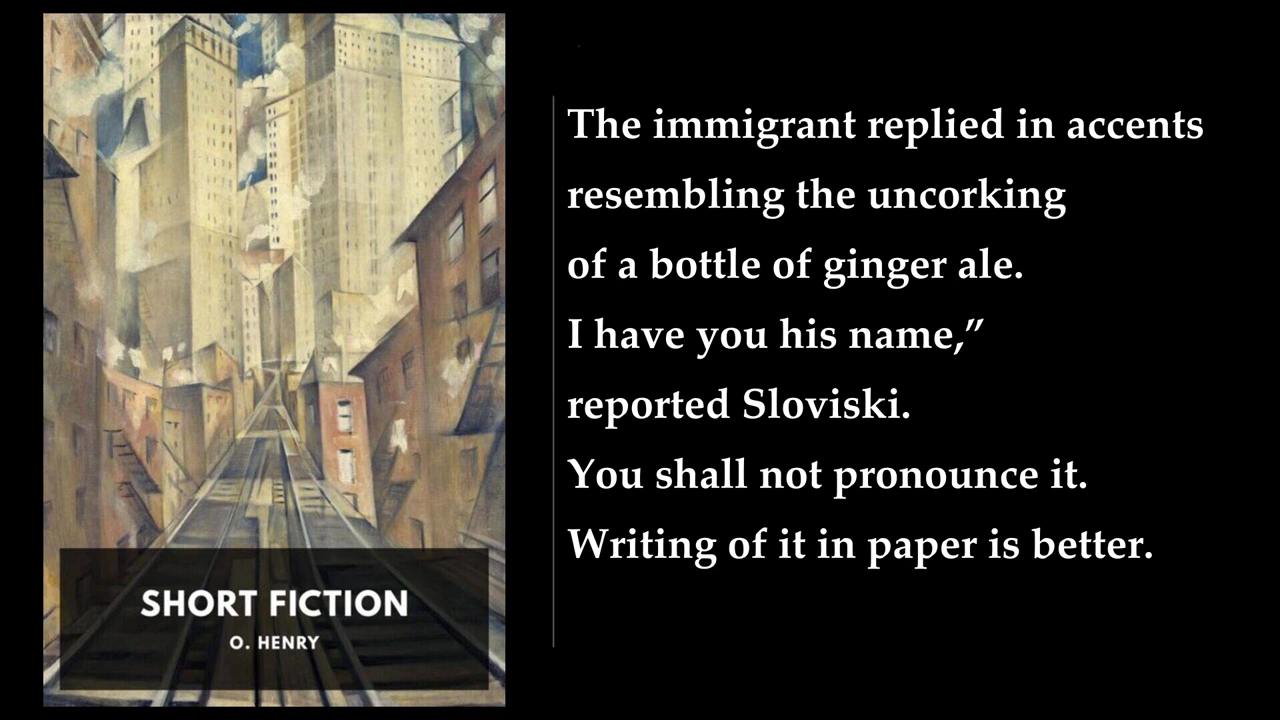 SHORT FICTION
O. HENRY
The immigrant replied in accents
resembling the uncorking
of a bottle of ginger ale.
I have you his name,”
reported Sloviski.
You shall not pronounce it.
Writing of it in paper is better.